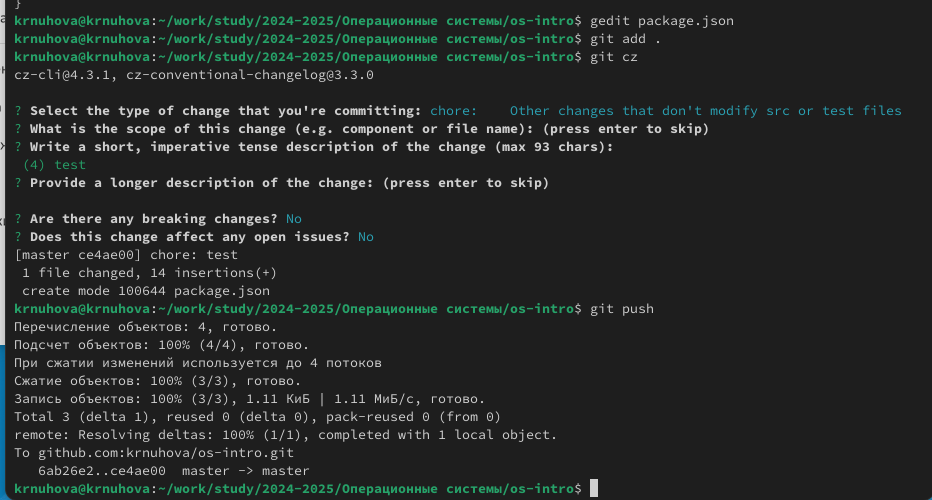 }
krnuhova@krnuhova:~/work/study/2024-2025/Операционные системы/os-intro$ gedit package.json
krnuhova@krnuhova:~/work/study/2024-2025/Операционные системы/os-intro$ git add .
krnuhova@krnuhova:~/work/study/2024-2025/Операционные системы/os-intro$ git cz
cz-cli@4.3.1, cz-conventional-changelog@3.3.0
? Select the type of change that you're committing: chore:    Other changes that don't modify src or test files
? What is the scope of this change (e.g. component or file name): (press enter to skip)
? Write a short, imperative tense description of the change (max 93 chars):
(4) test
? Provide a longer description of the change: (press enter to skip)
? Are there any breaking changes? No
? Does this change affect any open issues? No
[master ce4ae00] chore: test
1 file changed, 14 insertions(+)
create mode 100644 package.json
krnuhova@krnuhova:~/work/study/2024-2025/Операционные системы/os-intro$ git push
Перечисление объектов: 4, готово.
Подсчет объектов: 100% (4/4), готово.
При сжатии изменений используется до 4 потоков
Сжатие объектов: 100% (3/3), готово.
Запись объектов: 100% (3/3), 1.11 КиБ | 1.11 МиБ/с, готово.
Total 3 (delta 1), reused 0 (delta 0), pack-reused 0 (from 0)
remote: Resolving deltas: 100% (1/1), completed with 1 local object.
To github.com:krnuhova/os-intro.git
6ab26e2..ce4ae00  master -> master
krnuhova@krnuhova:~/work/study/2024-2025/Операционные системы/os-intro$